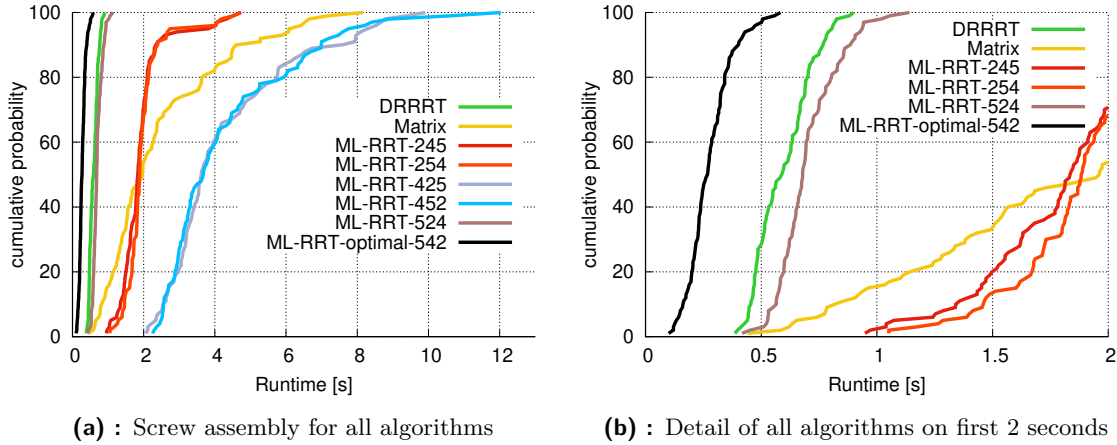 cumulative probability
100
80
60
40
20
0
0 2 4 6 8 10 12
Runtime [s]
DRRRT
Matrix
ML-RRT-245
ML-RRT-254
ML-RRT-425
ML-RRT-452
ML-RRT-524
ML-RRT-optimal-542
(a) : Screw assembly for all algorithms
cumulative probability
100
80
60
40
20
0
0 0.5 1 1.5 2
Runtime [s]
DRRRT
Matrix
ML-RRT-245
ML-RRT-254
ML-RRT-524
ML-RRT-optimal-542
(b) : Detail of all algorithms on first 2 seconds